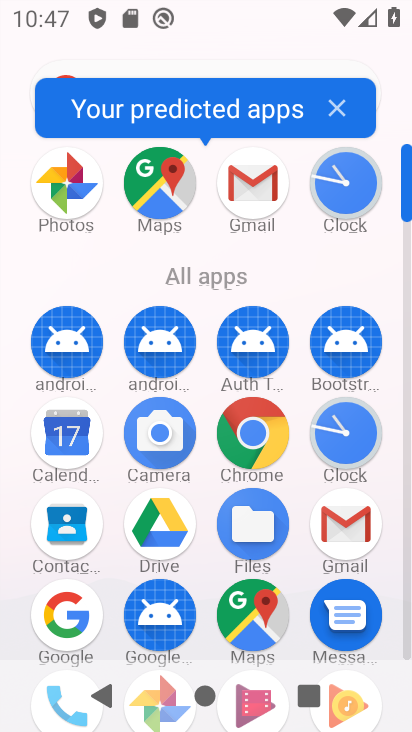 10:47
Your predicted apps
Photos Maps Gmail Clock
All apps
androi... androi... Auth T... Bootstr...
17
Calend... Camera Chrome Clock
Contac... Drive Files Gmail
G
Google Google... Maps Messa...